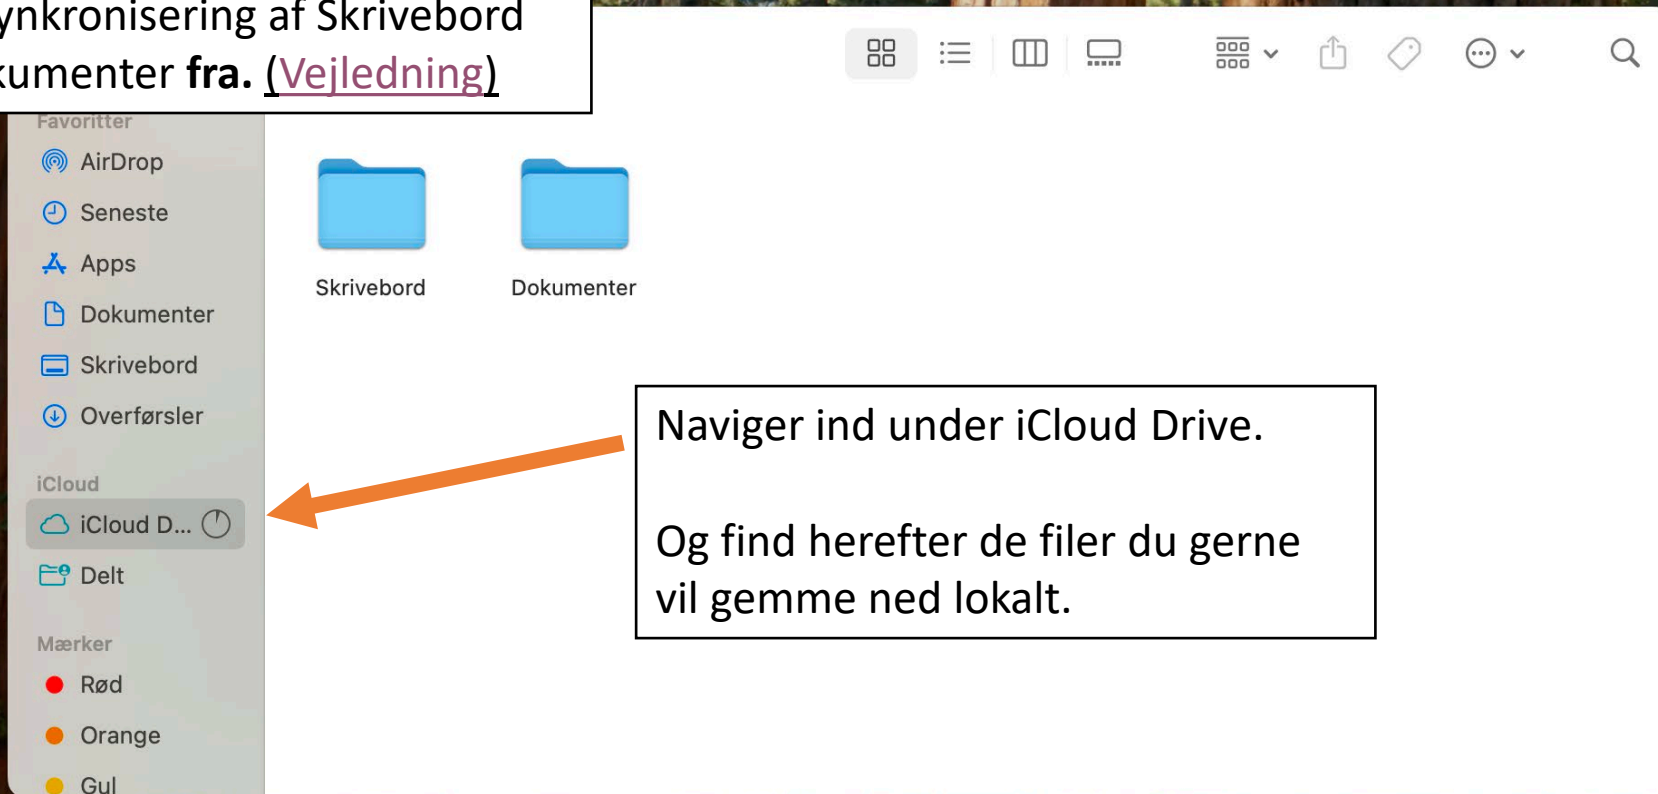 ynkronisering af Skrivebord
kumenter fra. (Vejledning)
Favoritter
AirDrop
Seneste
Apps
Dokumenter
Skrivebord
Overførsler
iCloud
iCloud D...
Delt
Mærker
Rød
Orange
Gul
Skrivebord
Dokumenter
Naviger ind under iCloud Drive.
Og find herefter de filer du gerne
vil gemme ned lokalt.